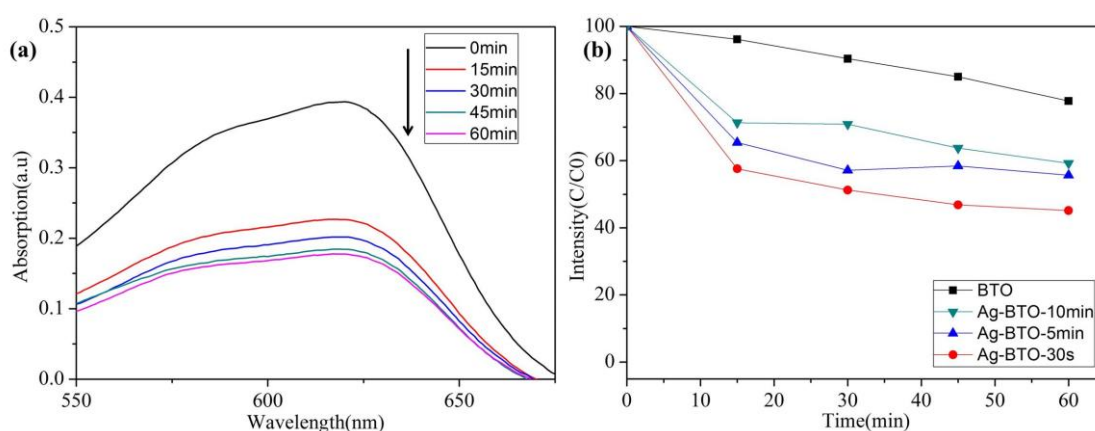 (a)
0.5
0.4
0.3
0.2
0.1
0.0
Absorption(a.u)
550
600
650
Wavelength(nm)
0min
15min
30min
45min
60min
(b)
100
80
60
40
20
0
Intensity(C/C0)
0
10
20
30
40
50
60
Time(min)
BTO
Ag-BTO-10min
Ag-BTO-5min
Ag-BTO-30s